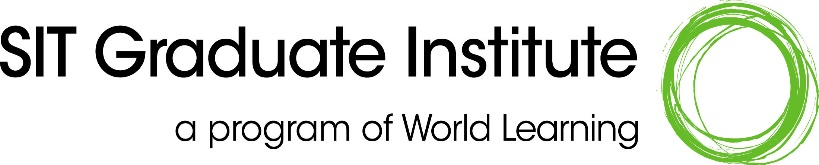 SIT Graduate Institute
a program of World Learning